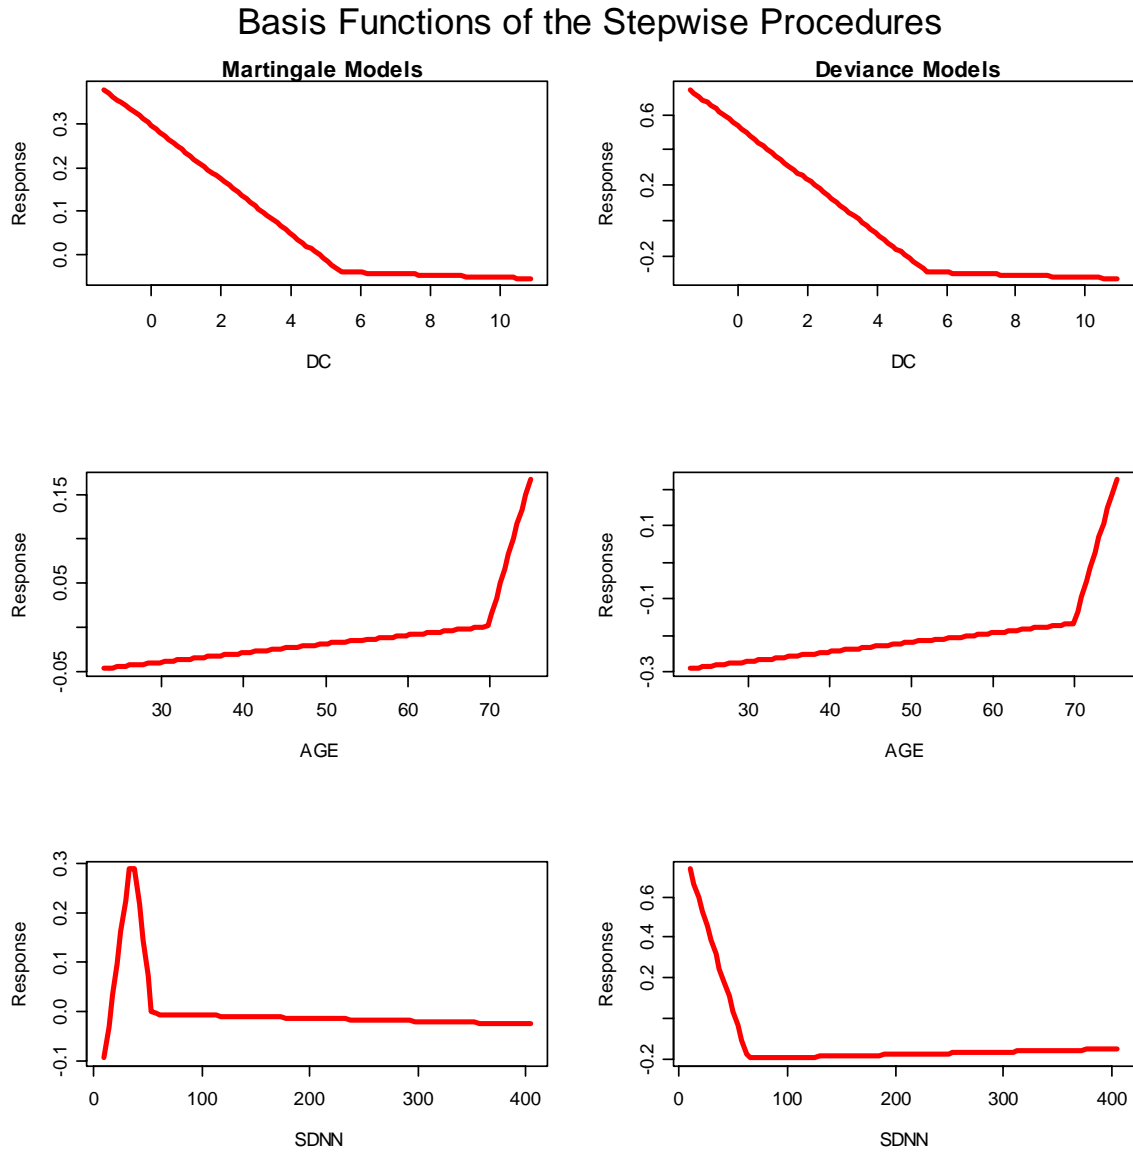 Basis Functions of the Stepwise Procedures
Martingale Models
Deviance Models
Response
0.3
0.2
0.1
0.0
0 2 4 6 8 10
DC
Response
0.6
0.2
-0.2
0 2 4 6 8 10
DC
Response
0.15
0.05
-0.05
30 40 50 60 70
AGE
Response
0.1
-0.1
-0.3
30 40 50 60 70
AGE
Response
0.3
0.2
0.1
0.0
-0.1
0 100 200 300 400
SDNN
Response
0.6
0.4
0.2
-0.2
0 100 200 300 400
SDNN